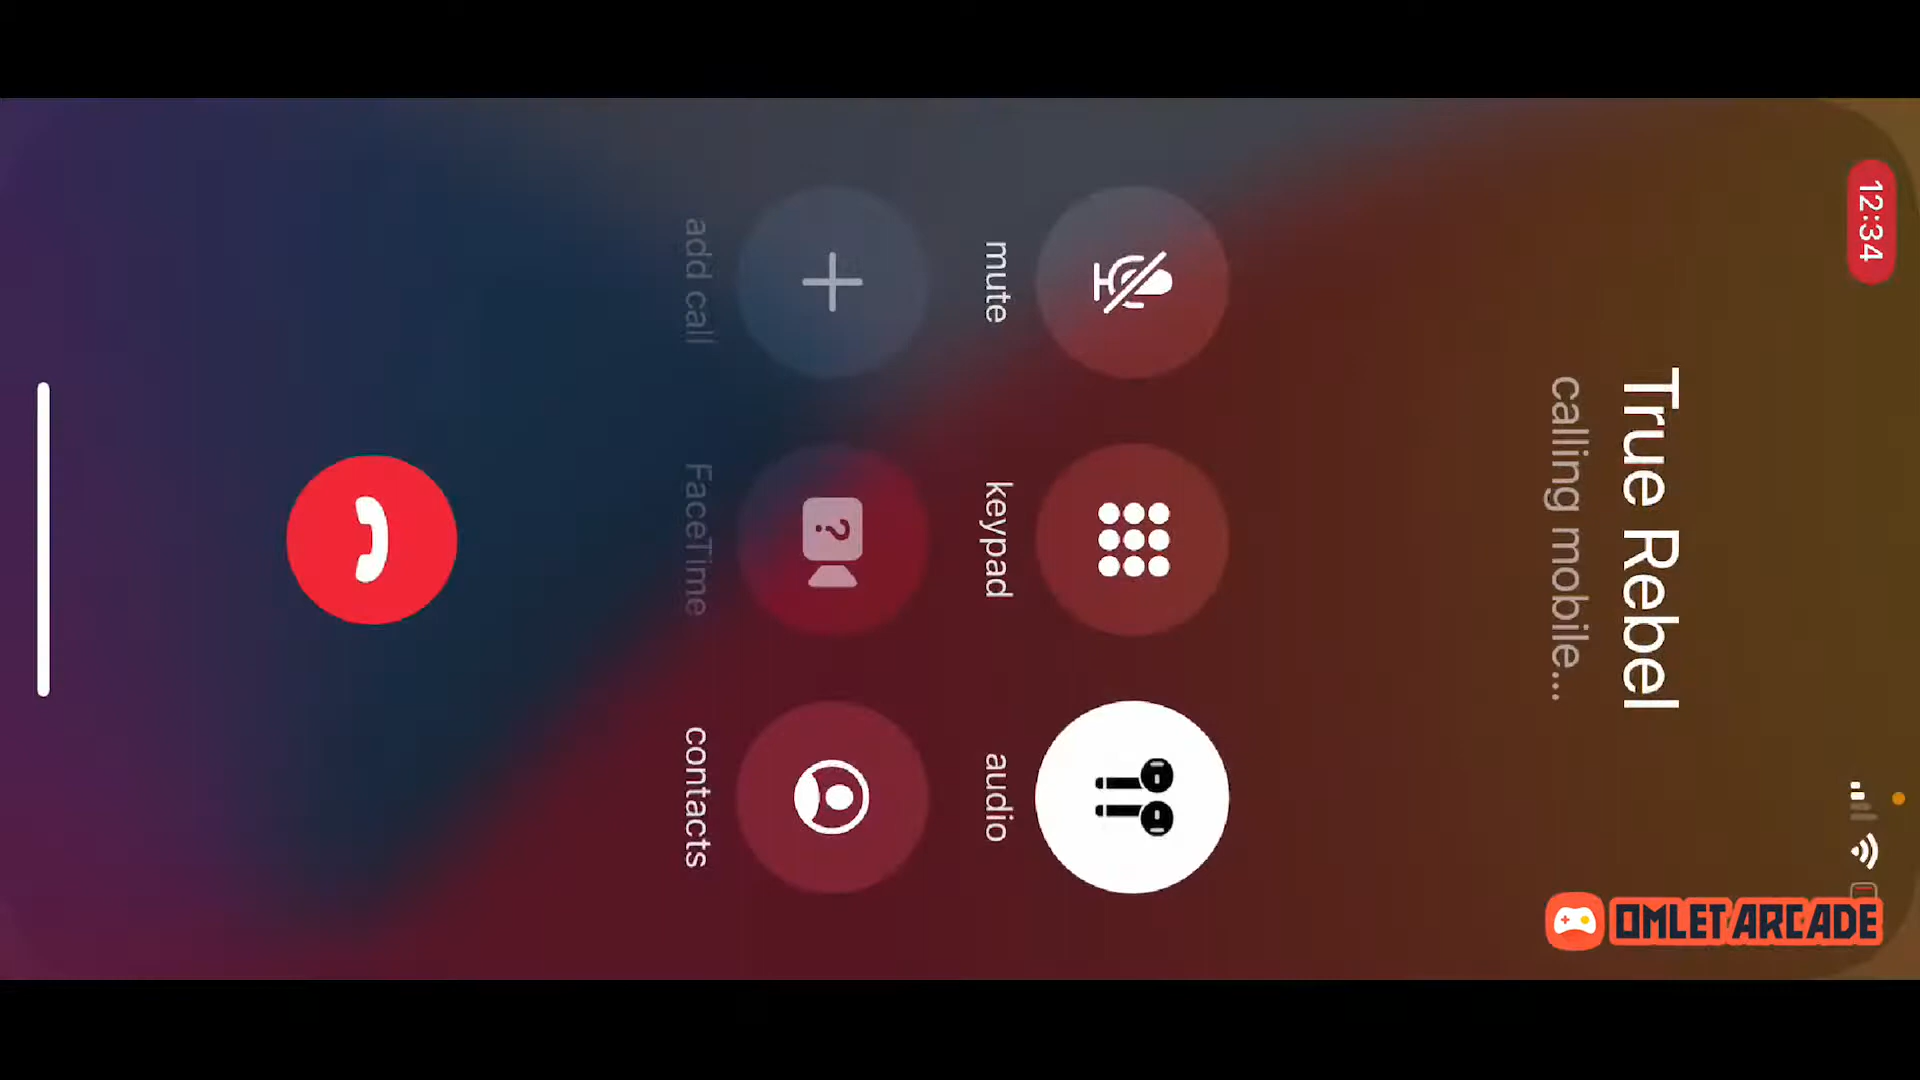 12:34
True Rebel
calling mobile...
mute
keypad
audio
add call
FaceTime
contacts
OMLET ARCADE